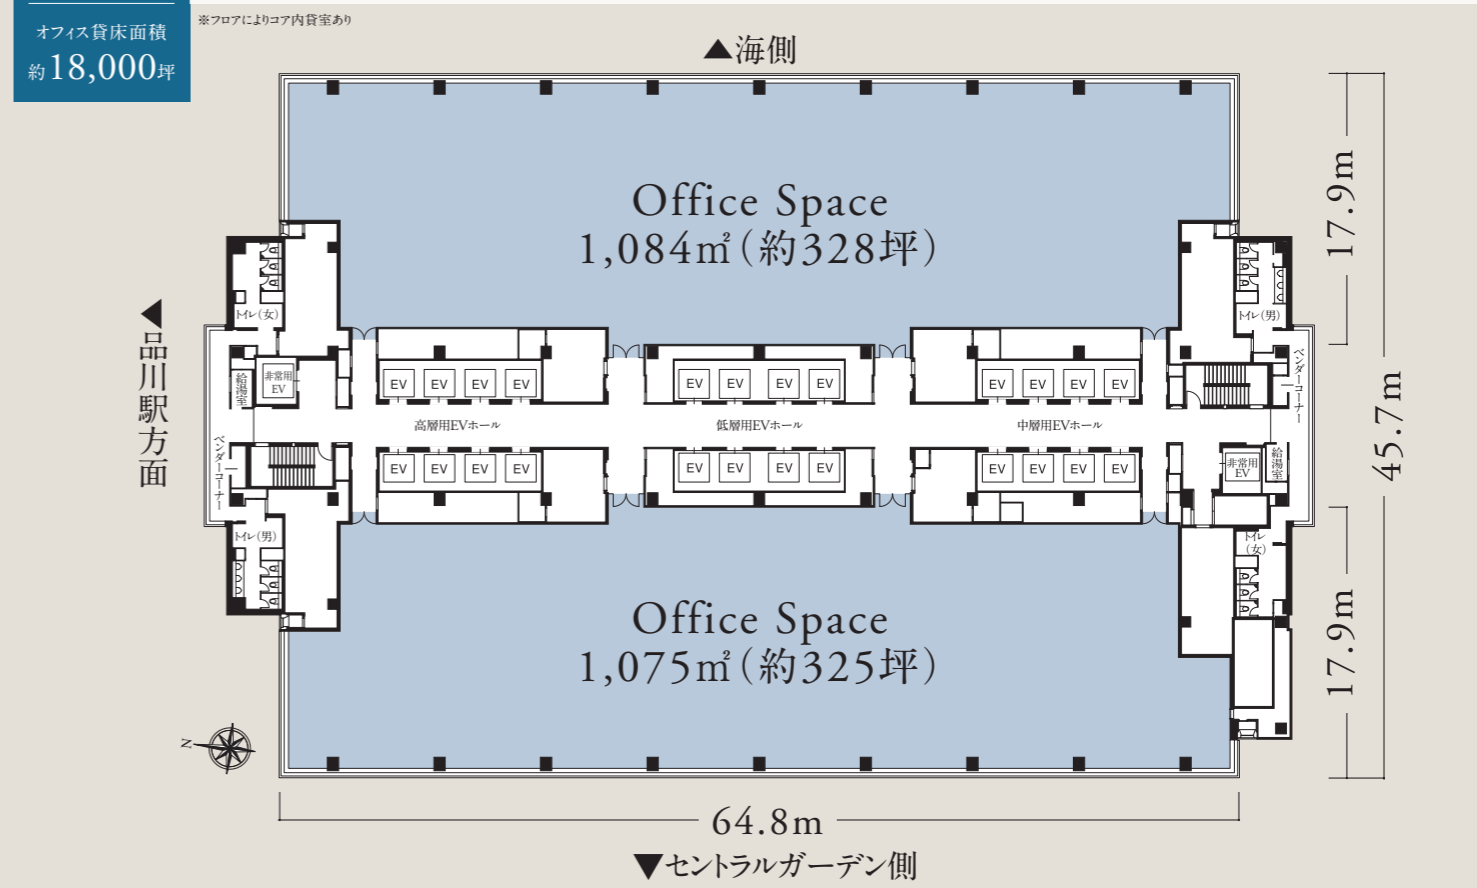 オフィス貸床面積
約18,000坪
※フロアによりコア内貸室あり
▲海側
Office Space
1,084㎡(約328坪)
17.9m
45.7m
◀品川駅方面
トイレ(女)
トイレ(男)
ベンダーコーナー
給湯室
非常用
EV
EV EV EV EV
EV EV EV EV
EV EV EV EV
高層用EVホール
低層用EVホール
中層用EVホール
EV EV EV EV
EV EV EV EV
EV EV EV EV
非常用
EV
給湯室
ベンダーコーナー
トイレ(男)
トイレ
(女)
Office Space
1,075㎡(約325坪)
17.9m
N
64.8m
▼セントラルガーデン側